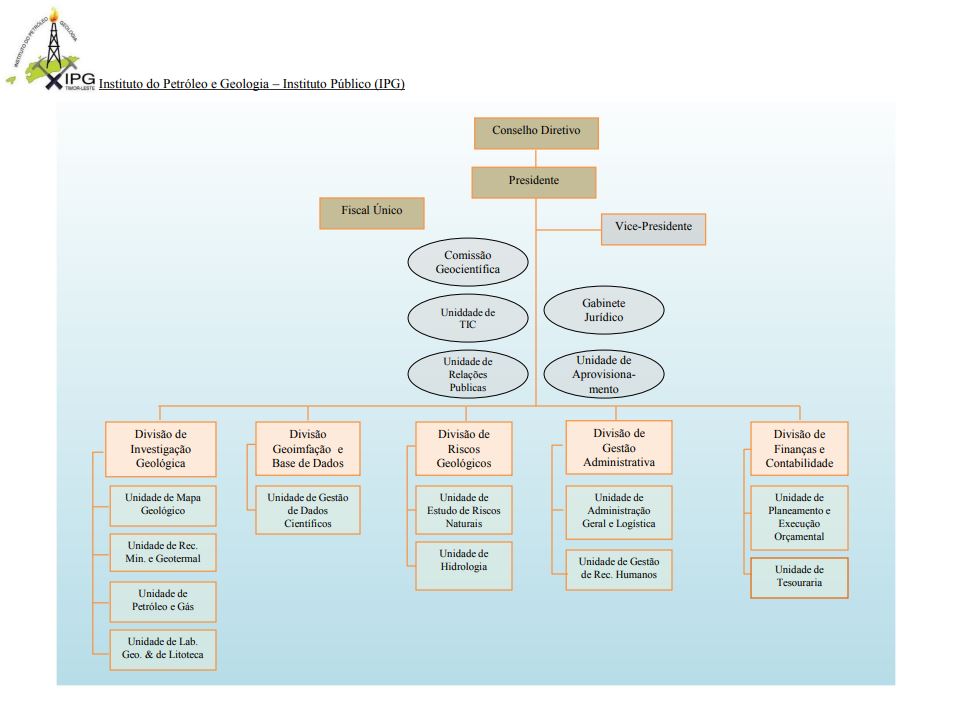 INSTITUTO DO PETRÓLEO
GEOLOGIA
IPG
TIMOR-LESTE
Instituto do Petróleo e Geologia – Instituto Público (IPG)
Conselho Diretivo
Presidente
Fiscal Único
Vice-Presidente
Comissão
Geocientífica
Uniddade de
TIC
Gabinete
Jurídico
Unidade de
Relações
Publicas
Unidade de
Aprovisiona-
mento
Divisão de
Investigação
Geológica
Divisão
Geoimfação e
Base de Dados
Divisão de
Riscos
Geológicos
Divisão de
Gestão
Administrativa
Divisão de
Finanças e
Contabilidade
Unidade de Mapa
Geológico
Unidade de Rec.
Min. e Geotermal
Unidade de
Petróleo e Gás
Unidade de Lab.
Geo. & de Litoteca
Unidade de Gestão
de Dados
Científicos
Unidade de
Estudo de Riscos
Naturais
Unidade de
Hidrologia
Unidade de
Administração
Geral e Logística
Unidade de Gestão
de Rec. Humanos
Unidade de
Planeamento e
Execução
Orçamental
Unidade de
Tesouraria